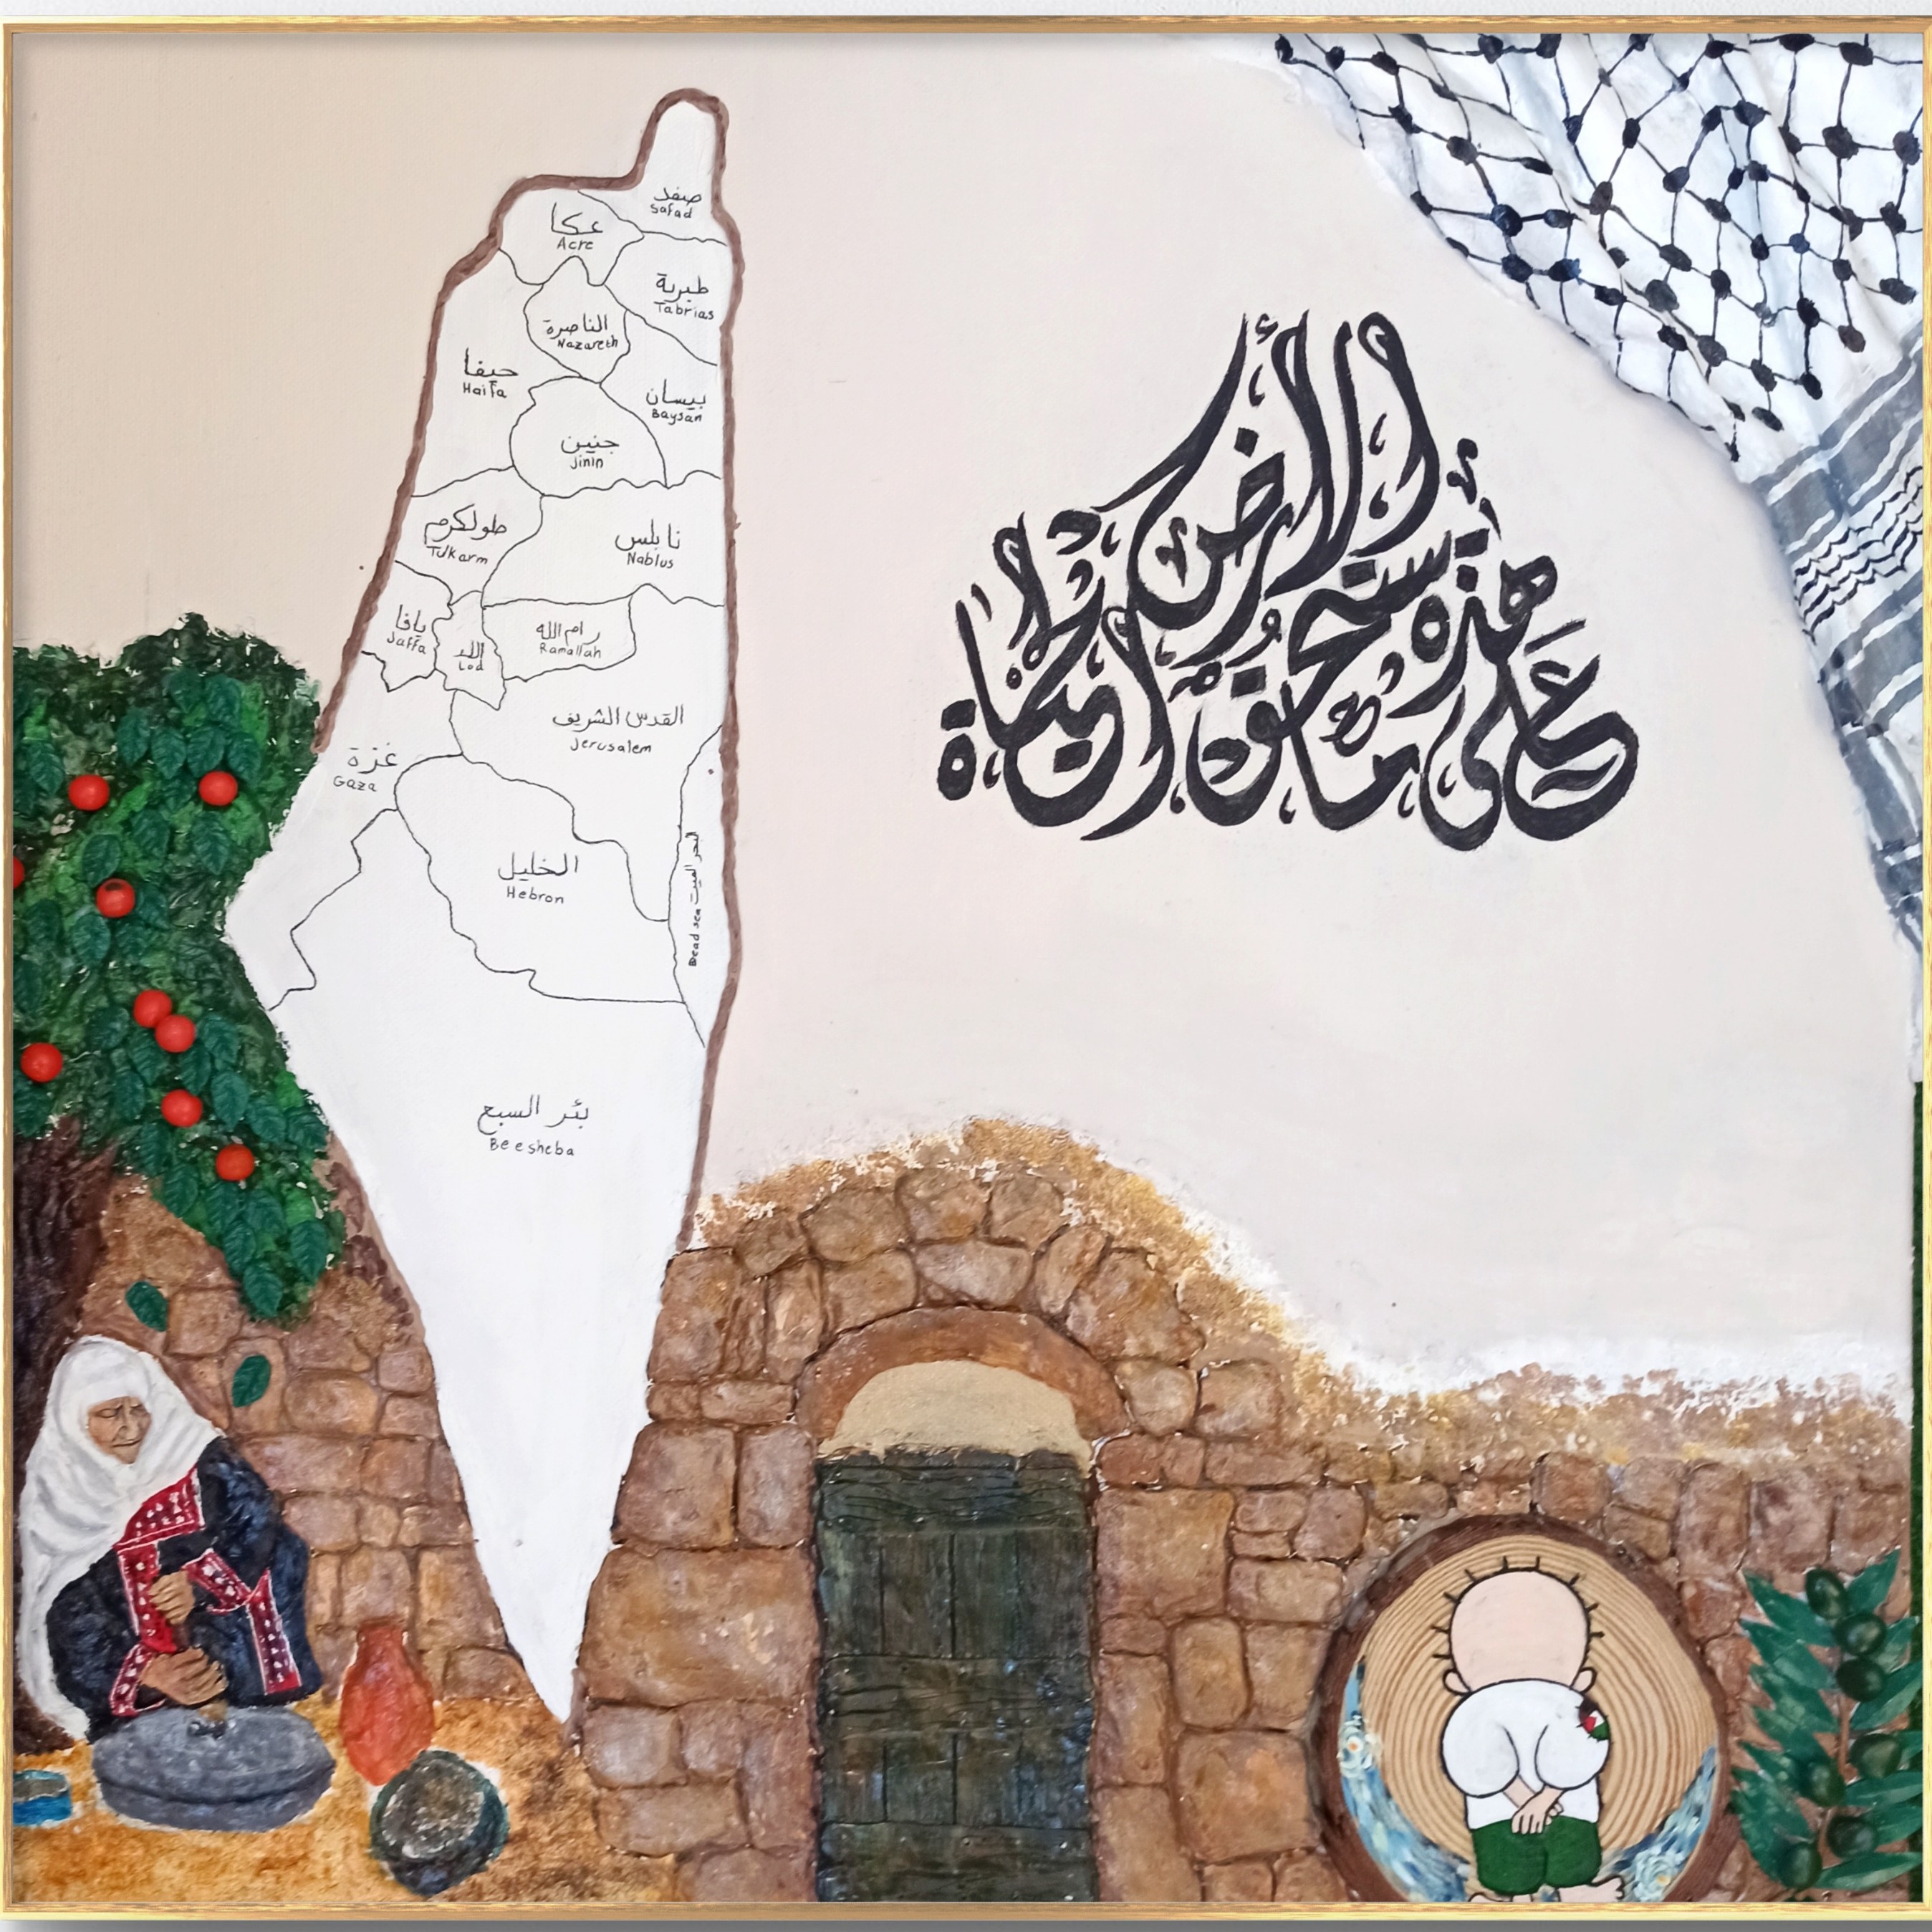 صفد
Safad
عكا
Acre
طبرية
Tabrias
الناصرة
Nazareth
حيفا
Haifa
بيسان
Baysan
جنين
Jinin
طولكرم
Tulkarm
نابلس
Nablus
يافا
Jaffa
اللد
Lod
رام الله
Ramallah
القدس الشريف
Jerusalem
غزة
Gaza
الخليل
Hebron
البحر الميت Dead sea
بئر السبع
Beesheba
على هذه الأرض ما يستحق الحياة